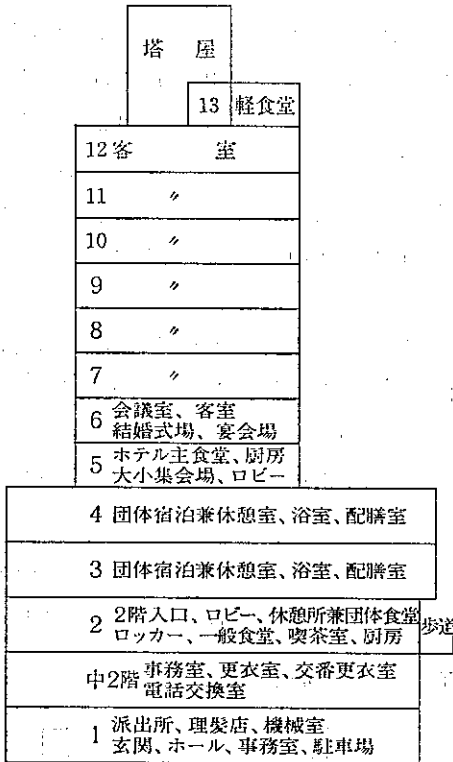 塔 屋
13 軽食堂
12 客 室
11 〃
10 〃
9 〃
8 〃
7 〃
6 会議室、客室
結婚式場、宴会場
5 ホテル主食堂、厨房
大小集会場、ロビー
4 団体宿泊兼休憩室、浴室、配膳室
3 団体宿泊兼休憩室、浴室、配膳室
2 2階入口、ロビー、休憩所兼団体食堂
ロッカー、一般食堂、喫茶室、厨房
歩道
中2階 事務室、更衣室、交番更衣室
電話交換室
1 派出所、理髪店、機械室
玄関、ホール、事務室、駐車場